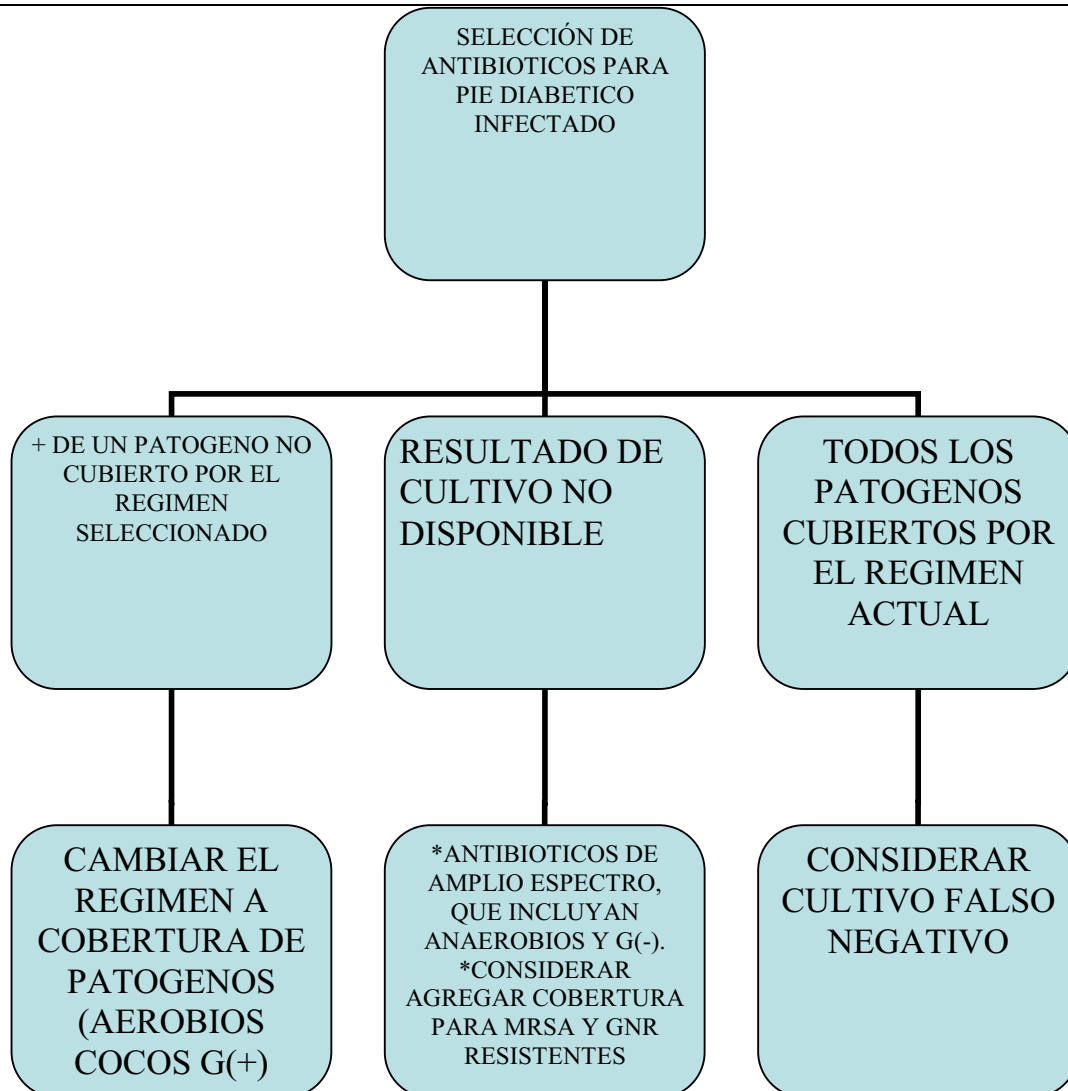 SELECCIÓN DE
ANTIBIOTICOS PARA
PIE DIABETICO
INFECTADO
+ DE UN PATOGENO NO
CUBIERTO POR EL
REGIMEN
SELECCIONADO
RESULTADO DE
CULTIVO NO
DISPONIBLE
TODOS LOS
PATOGENOS
CUBIERTOS POR
EL REGIMEN
ACTUAL
CAMBIAR EL
REGIMEN A
COBERTURA DE
PATOGENOS
(AEROBIOS
COCOS G(+)
*ANTIBIOTICOS DE
AMPLIO ESPECTRO,
QUE INCLUYAN
ANAEROBIOS Y G(-).
*CONSIDERAR
AGREGAR COBERTURA
PARA MRSA Y GNR
RESISTENTES
CONSIDERAR
CULTIVO FALSO
NEGATIVO